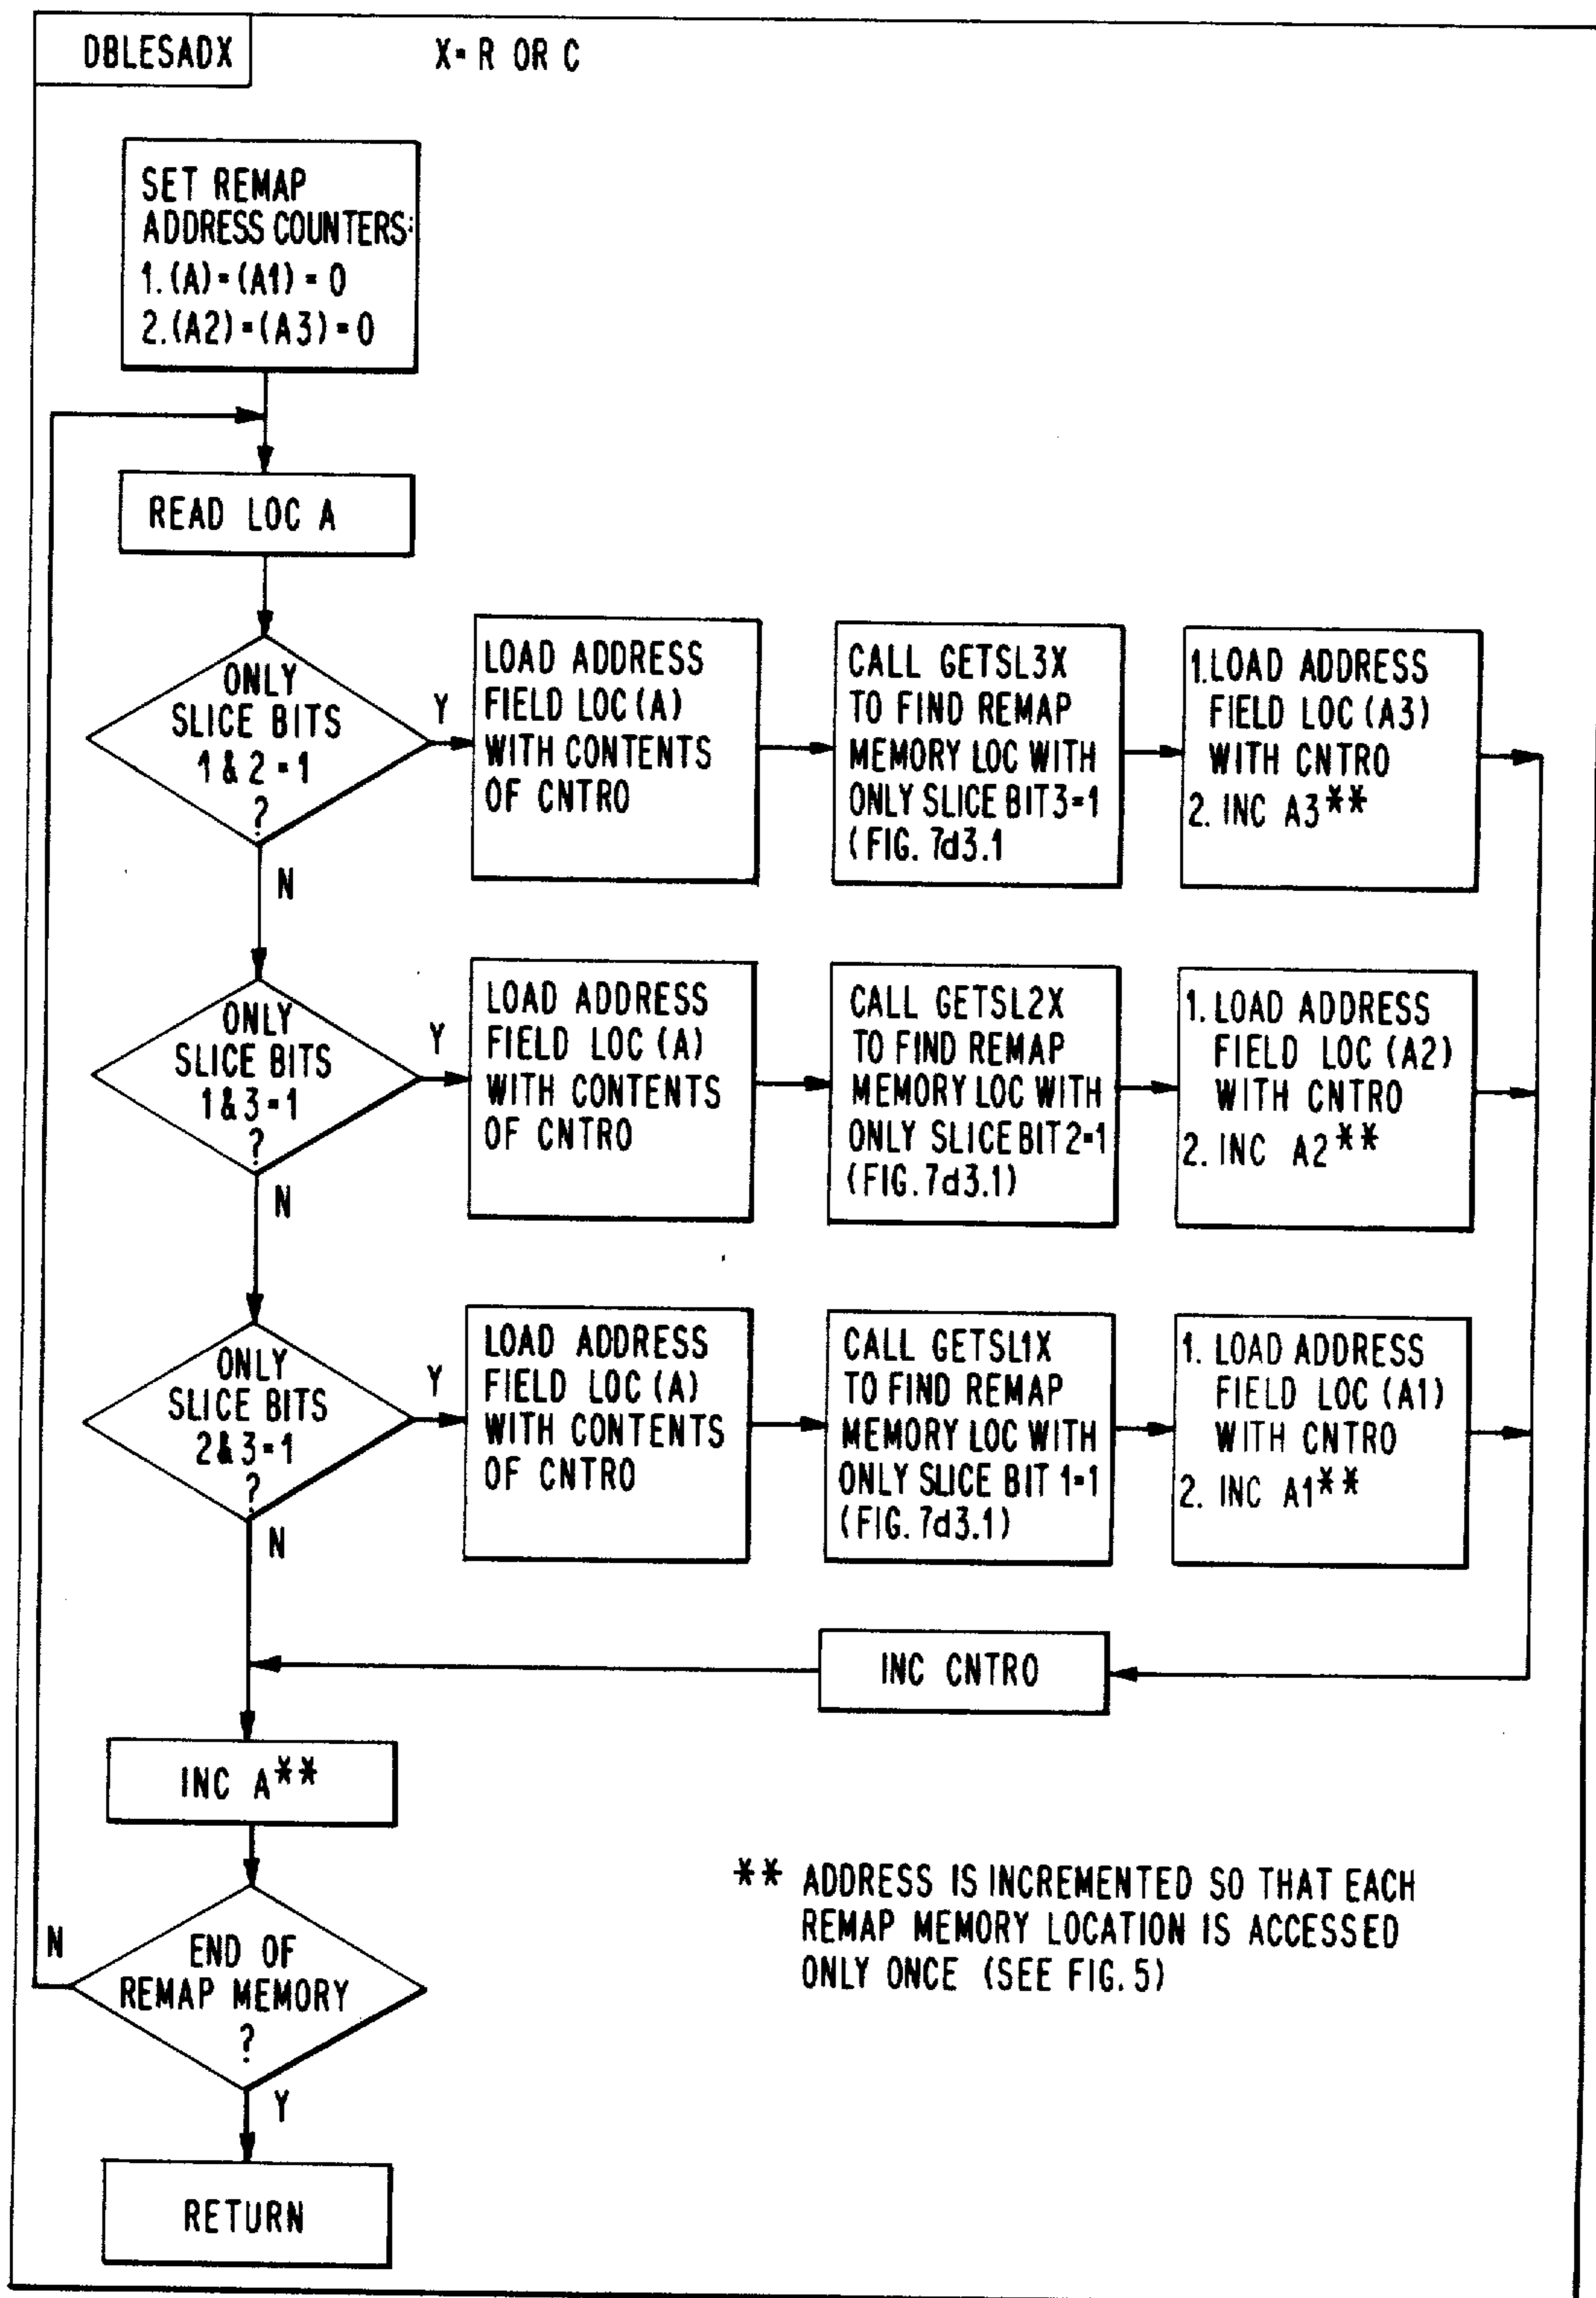 DBLESADX
X=R OR C
SET REMAP
ADDRESS COUNTERS:
1.(A)=(A1)=0
2.(A2)=(A3)=0
READ LOC A
ONLY
SLICE BITS
1&2=1
?
Y
N
LOAD ADDRESS
FIELD LOC(A)
WITH CONTENTS
OF CNTRO
CALL GETSL3X
TO FIND REMAP
MEMORY LOC WITH
ONLY SLICE BIT3=1
(FIG. 7d3.1
1.LOAD ADDRESS
FIELD LOC (A3)
WITH CNTRO
2. INC A3**
ONLY
SLICE BITS
1&3=1
?
Y
N
LOAD ADDRESS
FIELD LOC (A)
WITH CONTENTS
OF CNTRO
CALL GETSL2X
TO FIND REMAP
MEMORY LOC WITH
ONLY SLICE BIT2=1
(FIG. 7d3.1)
1. LOAD ADDRESS
FIELD LOC (A2)
WITH CNTRO
2. INC A2**
ONLY
SLICE BITS
2&3=1
?
Y
N
LOAD ADDRESS
FIELD LOC (A)
WITH CONTENTS
OF CNTRO
CALL GETSL1X
TO FIND REMAP
MEMORY LOC WITH
ONLY SLICE BIT 1=1
(FIG. 7d3.1)
1. LOAD ADDRESS
FIELD LOC (A1)
WITH CNTRO
2. INC A1**
INC CNTRO
INC A**
** ADDRESS IS INCREMENTED SO THAT EACH
REMAP MEMORY LOCATION IS ACCESSED
ONLY ONCE (SEE FIG. 5)
N
END OF
REMAP MEMORY
?
Y
RETURN